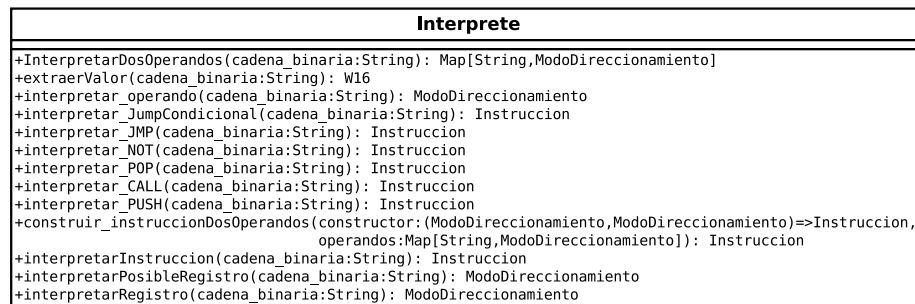 Interprete
+InterpretarDosOperandos(cadena_binaria:String): Map[String,ModoDireccionamiento]
+extraerValor(cadena_binaria:String): W16
+interpretar_operando(cadena_binaria:String): ModoDireccionamiento
+interpretar_JumpCondicional(cadena_binaria:String): Instruccion
+interpretar_JMP(cadena_binaria:String): Instruccion
+interpretar_NOT(cadena_binaria:String): Instruccion
+interpretar_POP(cadena_binaria:String): Instruccion
+interpretar_CALL(cadena_binaria:String): Instruccion
+interpretar_PUSH(cadena_binaria:String): Instruccion
+construir_instruccionDosOperandos(constructor:(ModoDireccionamiento,ModoDireccionamiento)=>Instruccion,
operandos:Map[String,ModoDireccionamiento]): Instruccion
+interpretarInstruccion(cadena_binaria:String): Instruccion
+interpretarPosibleRegistro(cadena_binaria:String): ModoDireccionamiento
+interpretarRegistro(cadena_binaria:String): ModoDireccionamiento